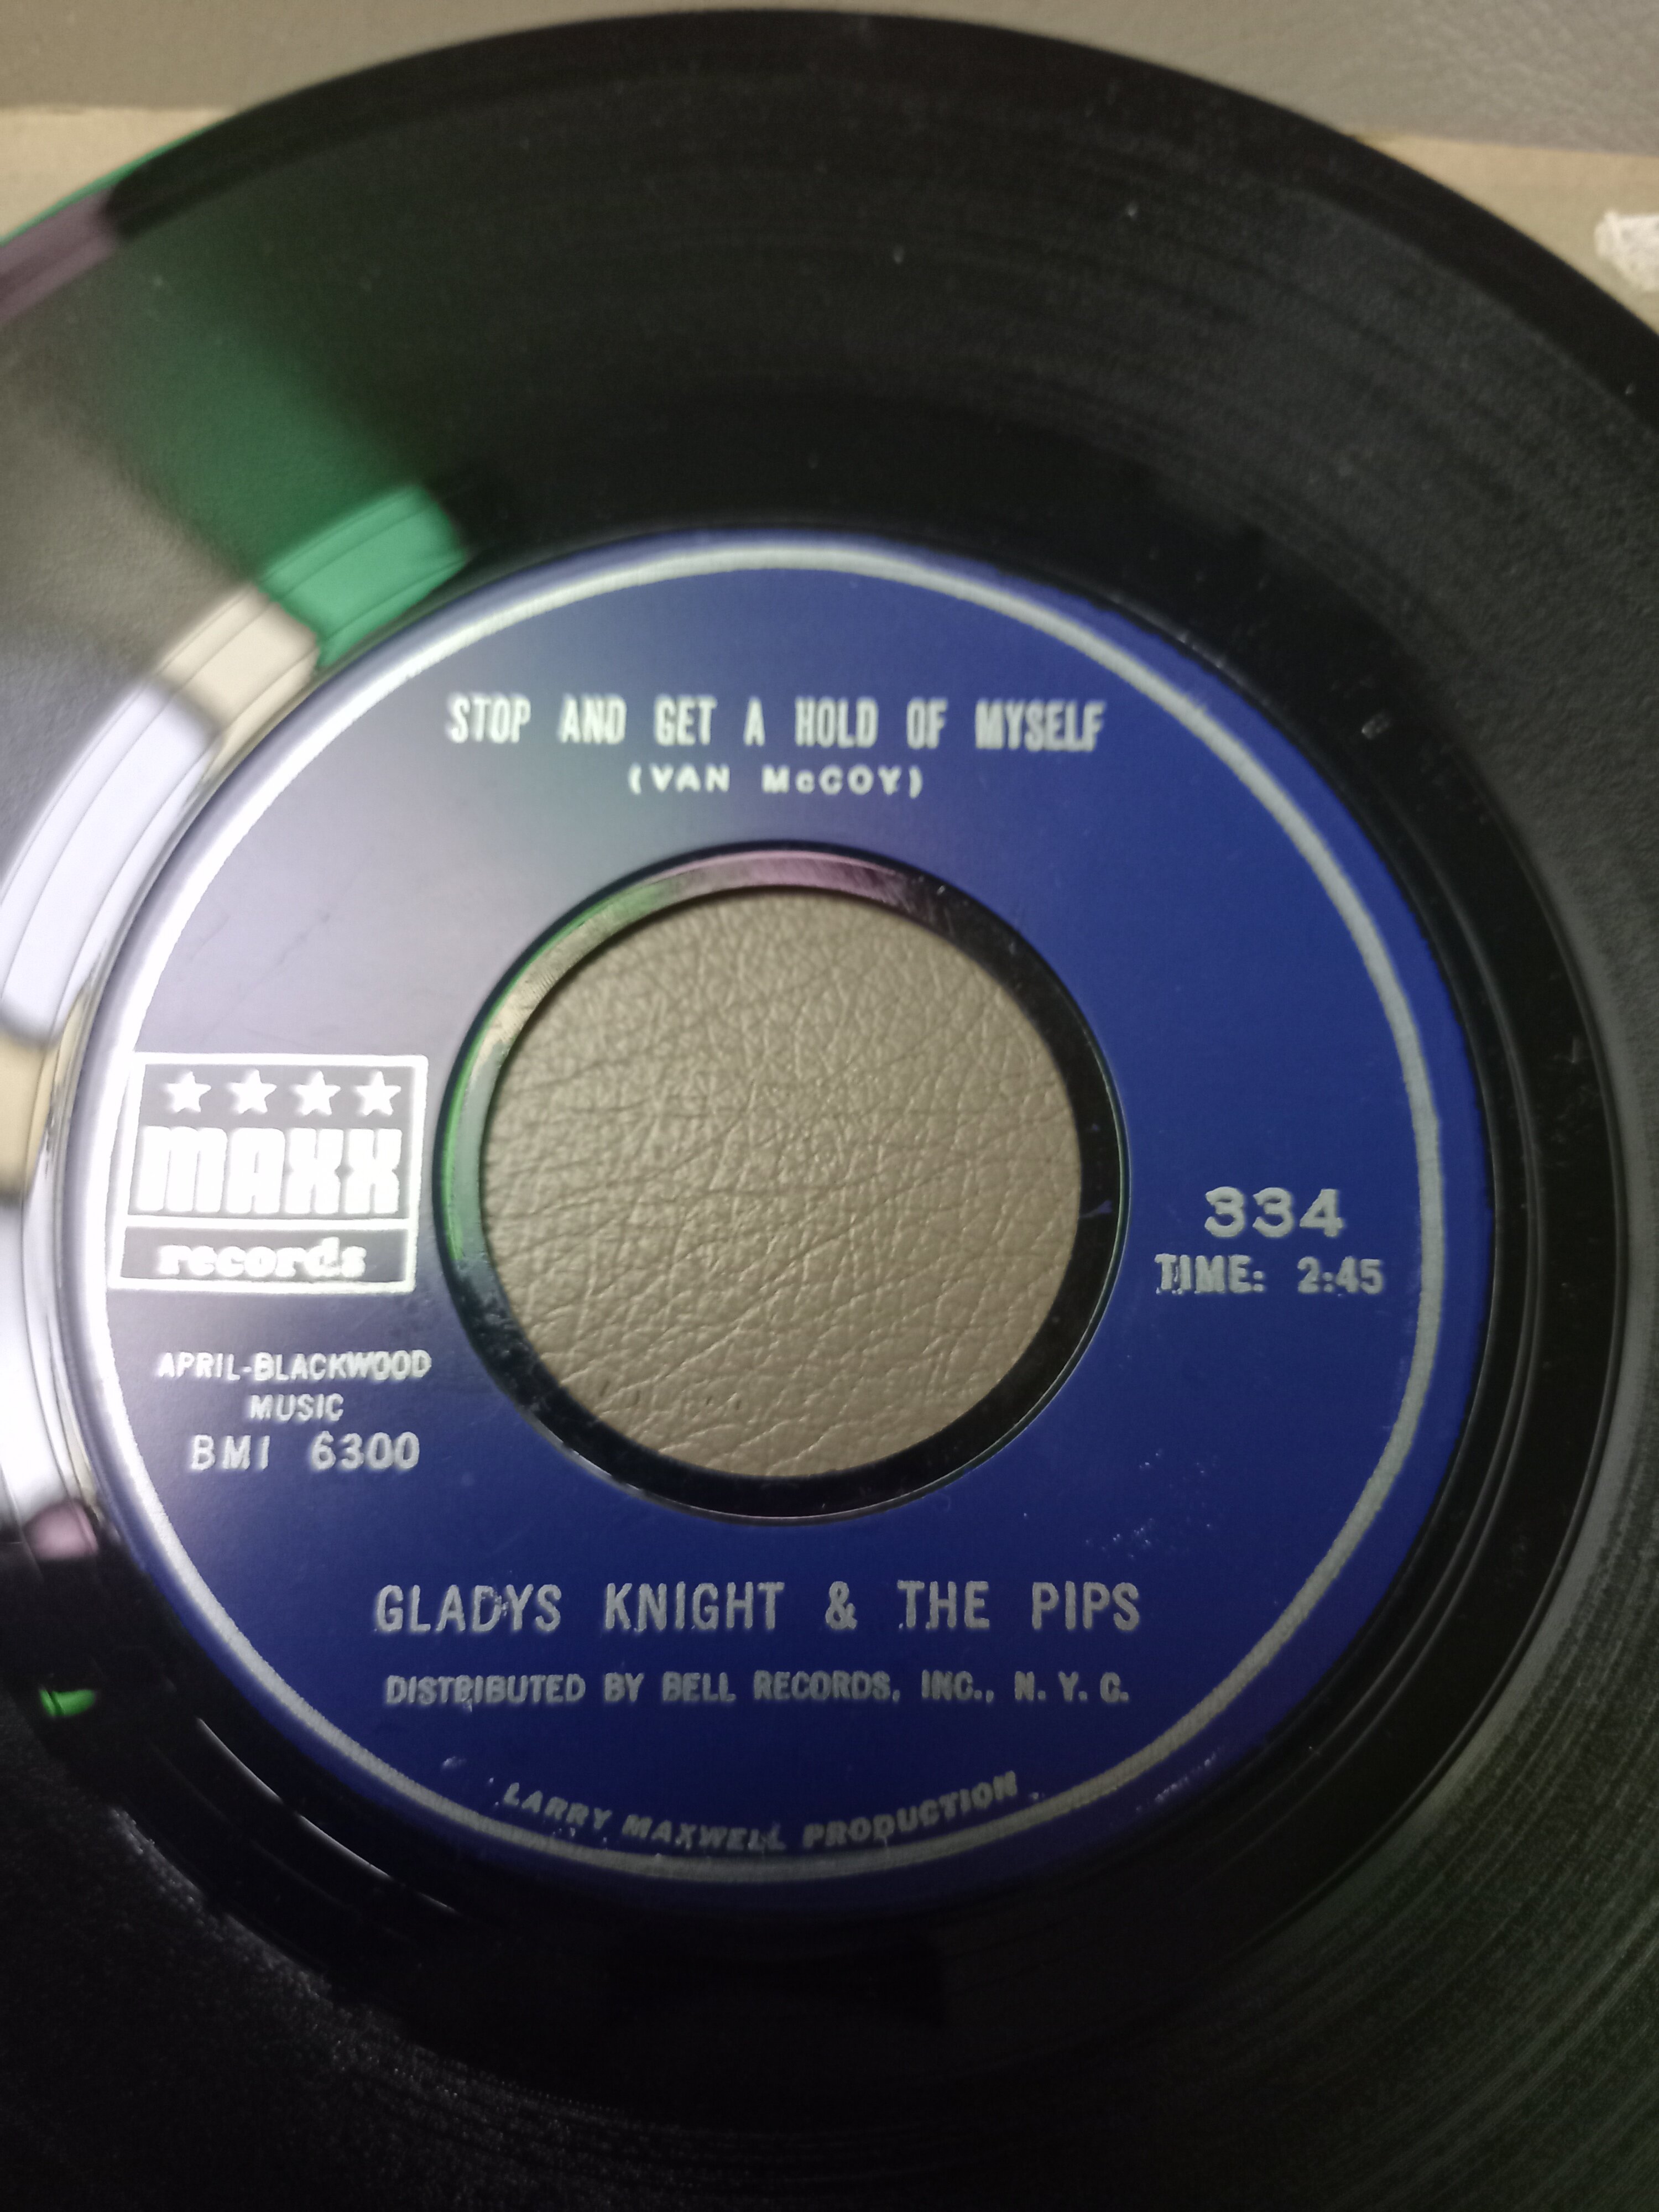 STOP AND GET A HOLD OF MYSELF
(VAN McCOY)
MAXX
records
334
TIME: 2:45
APRIL-BLACKWOOD
MUSIC
BMI 6300
GLADYS KNIGHT & THE PIPS
DISTRIBUTED BY BELL RECORDS, INC., N. Y. C.
LARRY MAXWELL PRODUCTION